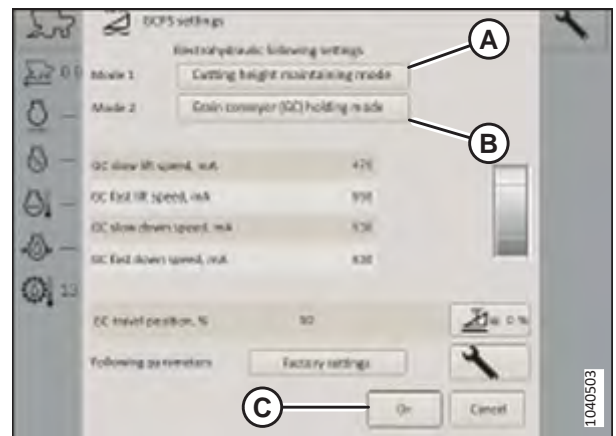 GCPS settings
Electrohydraulic following settings
Mode 1 Cutting height maintaining mode
Mode 2 Grain conveyor (GC) holding mode
GC slow lift speed, mA
GC fast lift speed, mA
GC slow down speed, mA
GC fast down speed, mA
GC travel position, %
Following parameters Factory settings
On Cancel
A
B
C
1040503